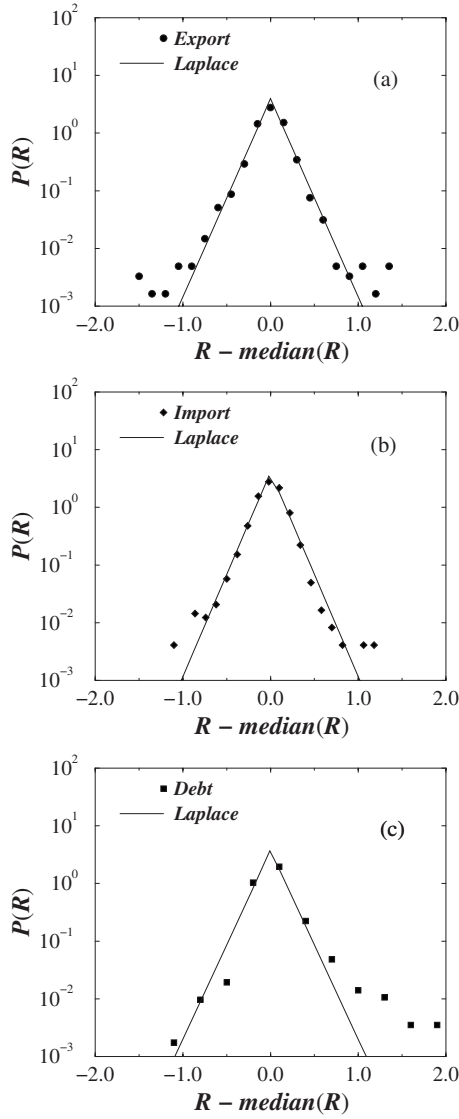 10^2
Export
Laplace
(a)
10^1
10^0
10^-1
10^-2
10^-3
P(R)
−2.0 −1.0 0.0 1.0 2.0
R − median(R)
10^2
Import
Laplace
(b)
10^1
10^0
10^-1
10^-2
10^-3
P(R)
−2.0 −1.0 0.0 1.0 2.0
R − median(R)
10^2
Debt
Laplace
(c)
10^1
10^0
10^-1
10^-2
10^-3
P(R)
−2.0 −1.0 0.0 1.0 2.0
R − median(R)